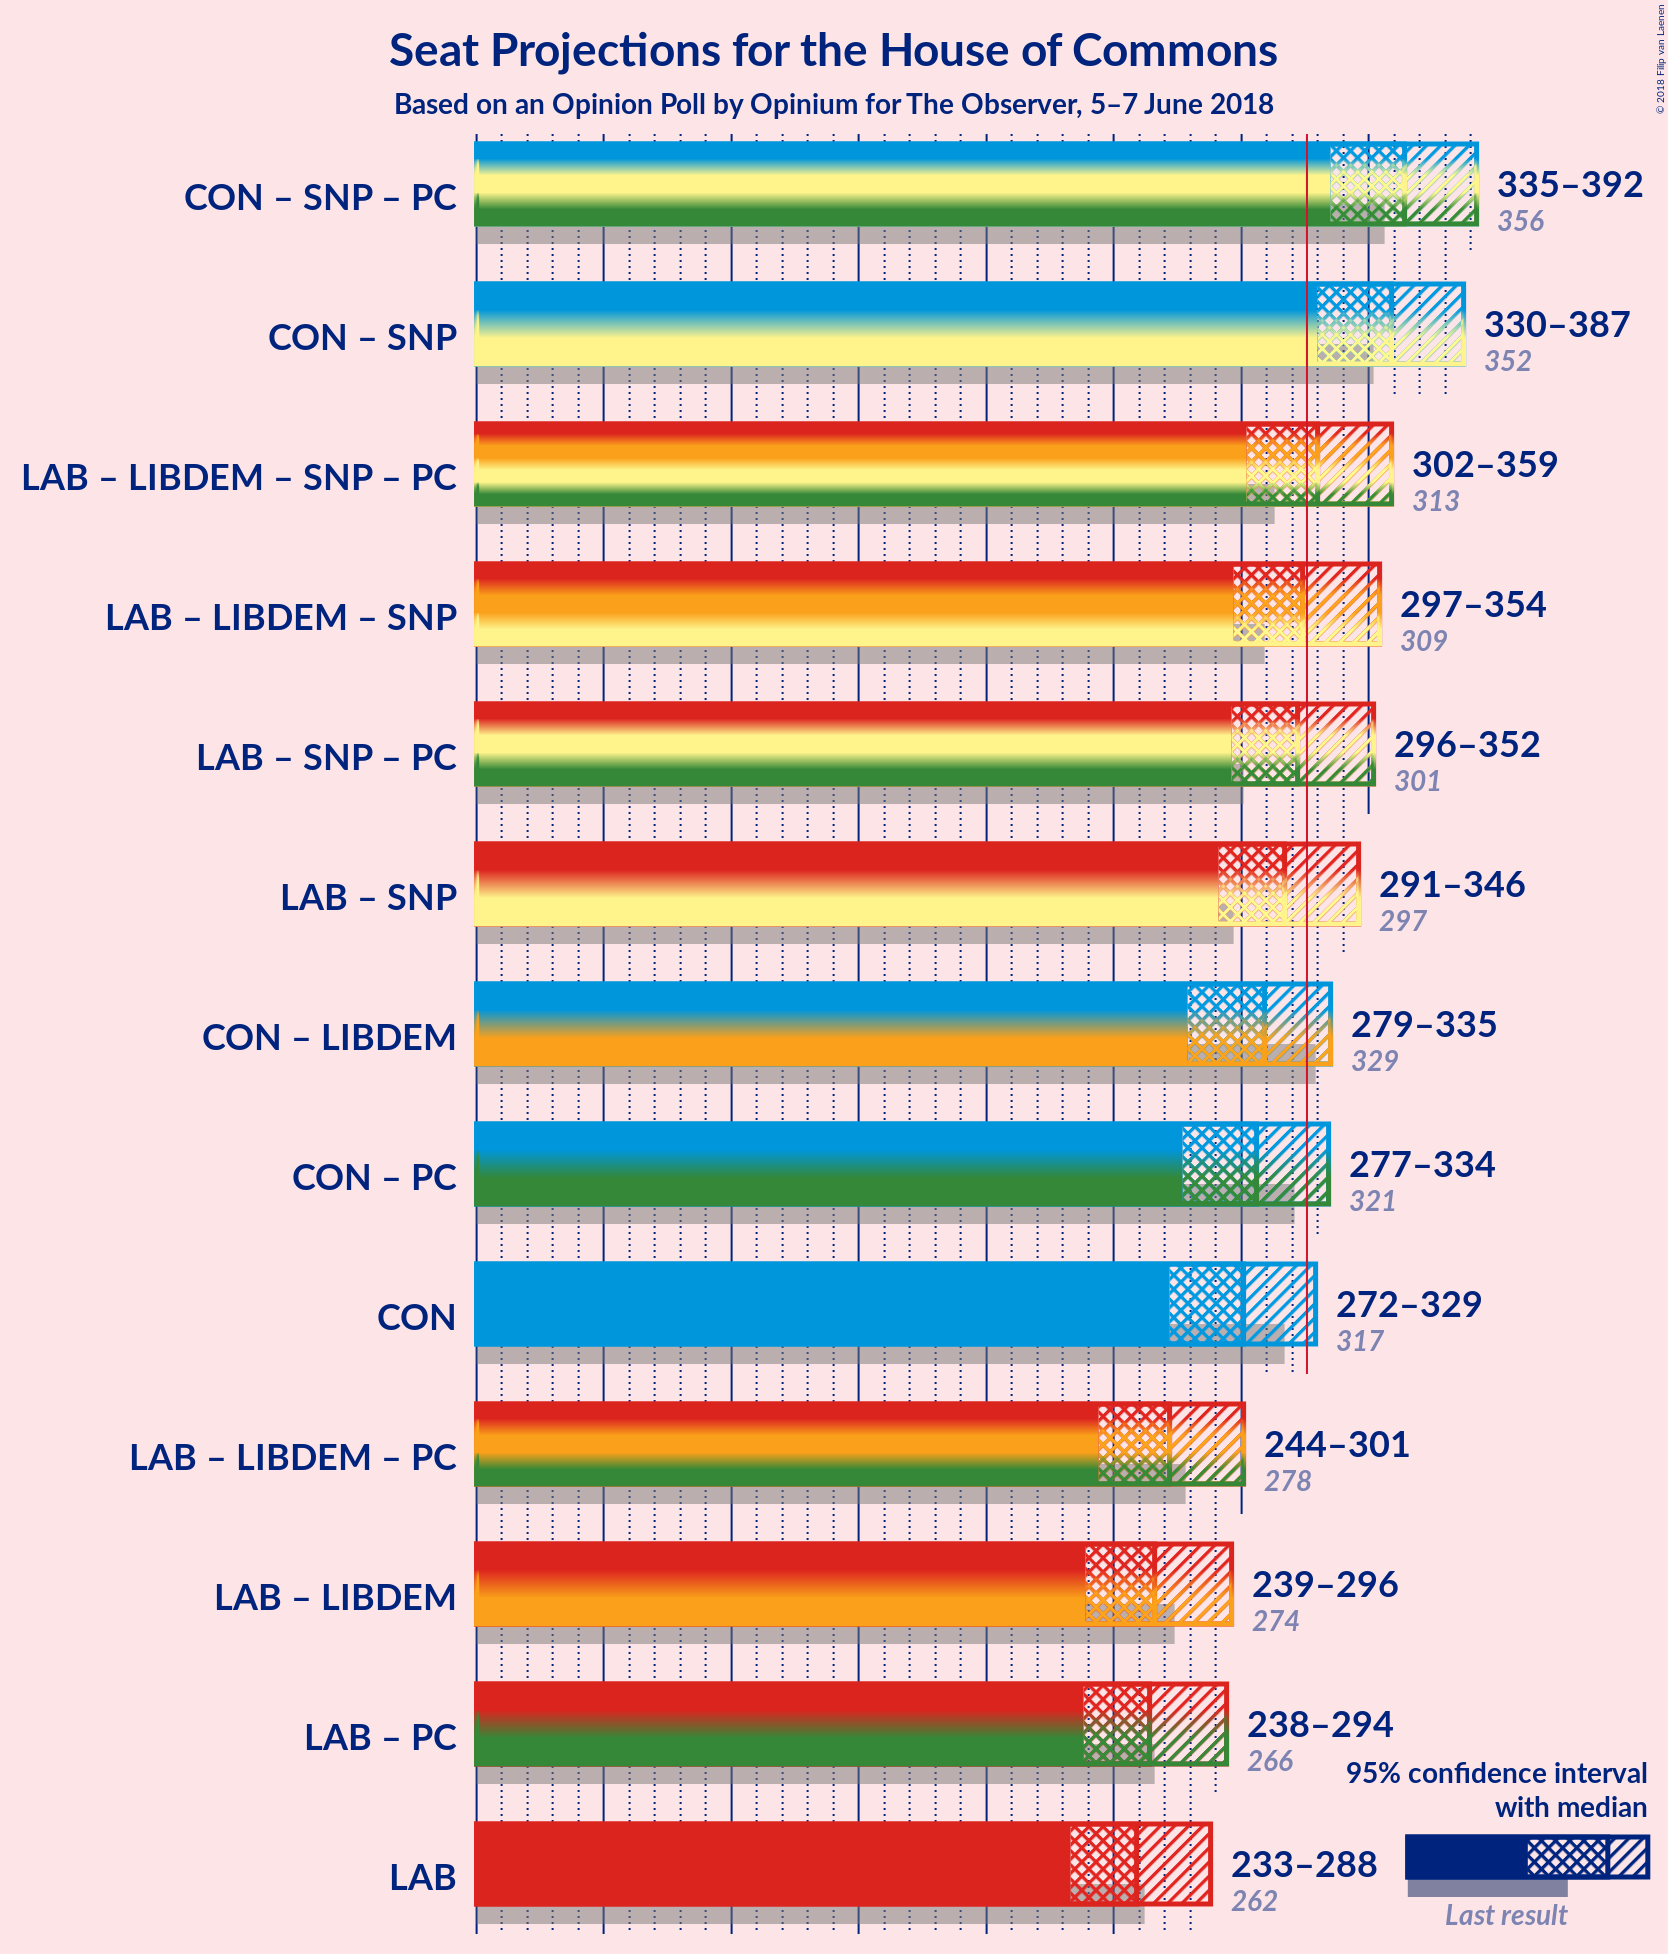 Seat Projections for the House of Commons
Based on an Opinion Poll by Opinium for The Observer, 5–7 June 2018
© 2018 Filip van Laenen
CON – SNP – PC
335–392
356
CON – SNP
330–387
352
LAB – LIBDEM – SNP – PC
302–359
313
LAB – LIBDEM – SNP
297–354
309
LAB – SNP – PC
296–352
301
LAB – SNP
291–346
297
CON – LIBDEM
279–335
329
CON – PC
277–334
321
CON
272–329
317
LAB – LIBDEM – PC
244–301
278
LAB – LIBDEM
239–296
274
LAB – PC
238–294
266
LAB
233–288
262
95% confidence interval
with median
Last result